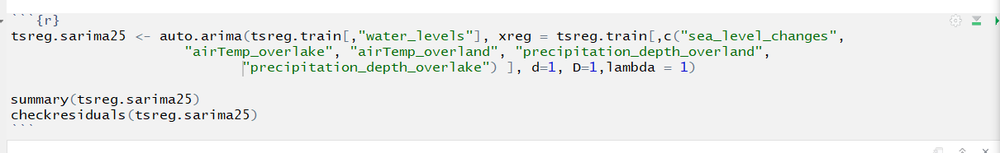 ```{r}
tsreg.sarima25 <- auto.arima(tsreg.train[,"water_levels"], xreg = tsreg.train[,c("sea_level_changes",
"airTemp_overlake", "airTemp_overland", "precipitation_depth_overland",
"precipitation_depth_overlake") ], d=1, D=1,lambda = 1)
summary(tsreg.sarima25)
checkresiduals(tsreg.sarima25)
```